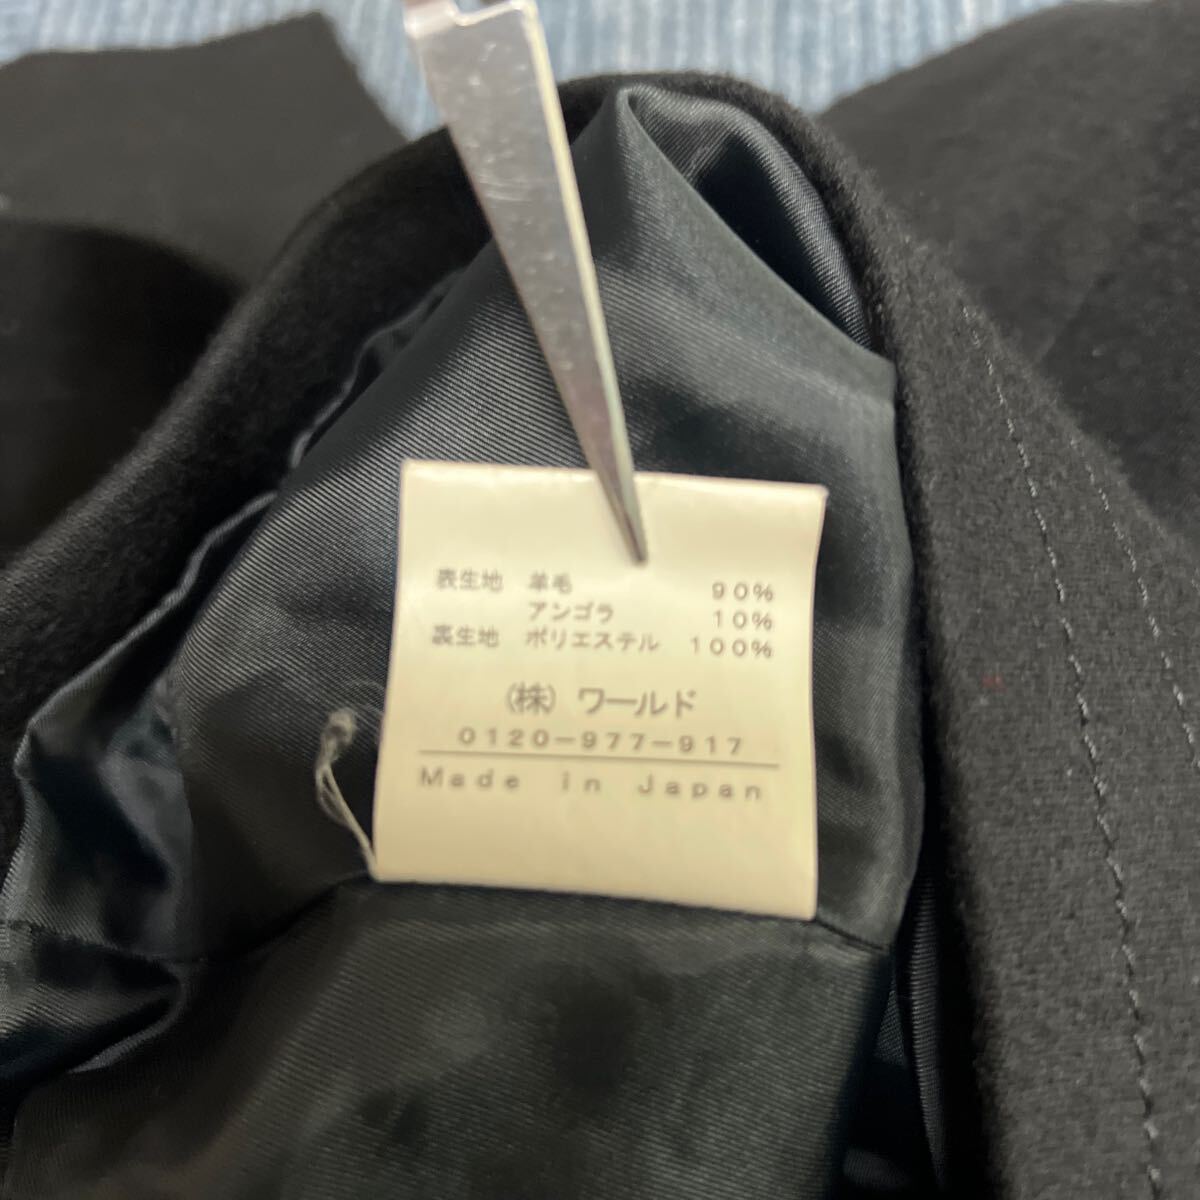 表生地 羊毛 90%
アンゴラ 10%
裏生地 ポリエステル 100%
(株) ワールド
0120-977-917
Made in Japan